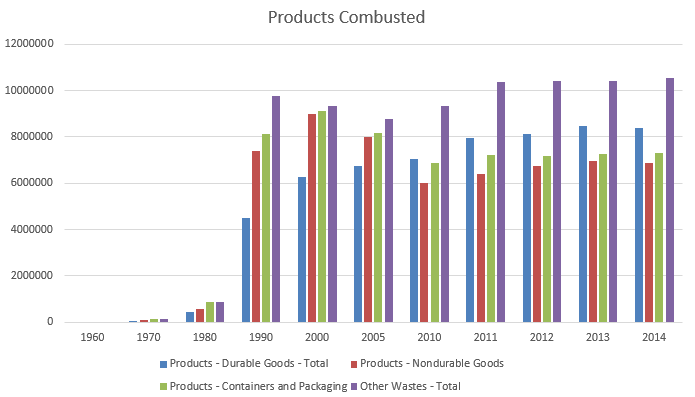 Products Combusted
12000000
10000000
8000000
6000000
4000000
2000000
0
1960 1970 1980 1990 2000 2005 2010 2011 2012 2013 2014
Products - Durable Goods - Total Products - Nondurable Goods
Products - Containers and Packaging Other Wastes - Total